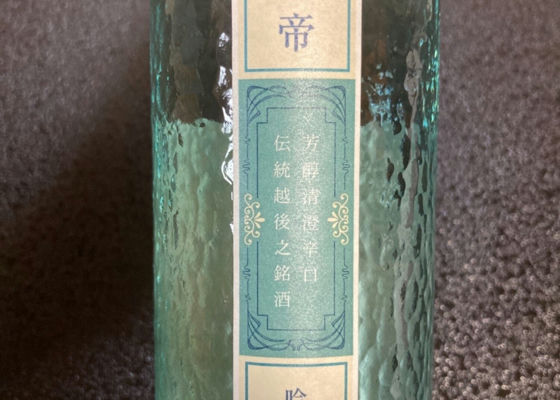 帝
芳醇清澄辛口
伝統越後之銘酒
吟